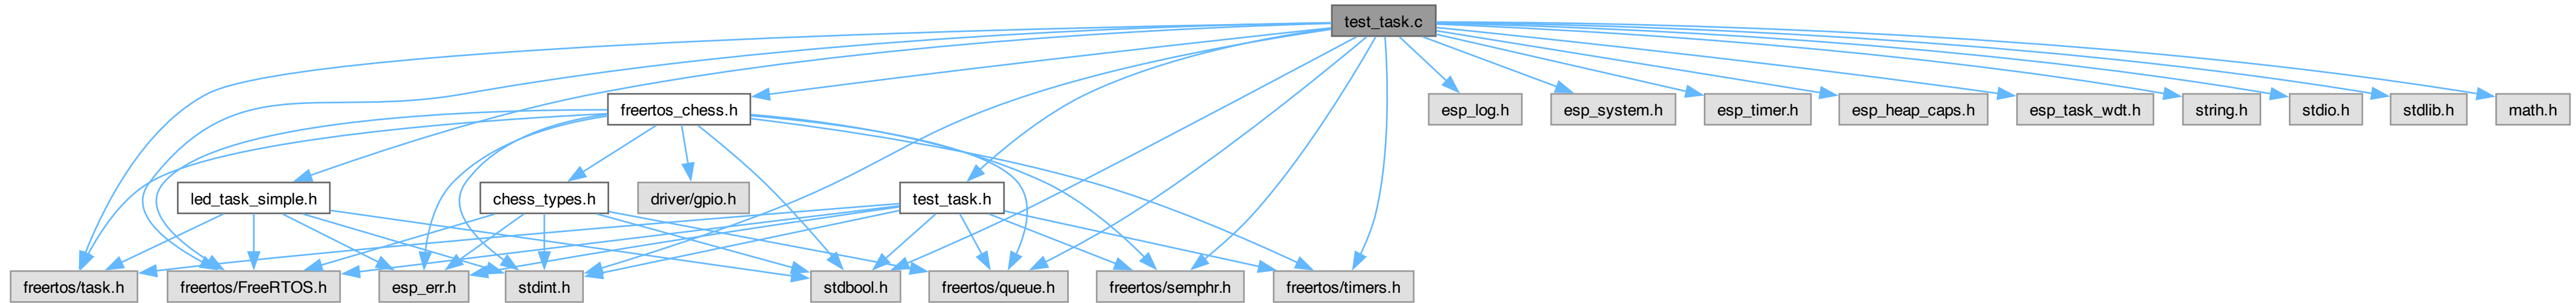 test_task.c
freertos_chess.h
esp_log.h
esp_system.h
esp_timer.h
esp_heap_caps.h
esp_task_wdt.h
string.h
stdio.h
stdlib.h
math.h
led_task_simple.h
chess_types.h
driver/gpio.h
test_task.h
freertos/task.h
freertos/FreeRTOS.h
esp_err.h
stdint.h
stdbool.h
freertos/queue.h
freertos/semphr.h
freertos/timers.h